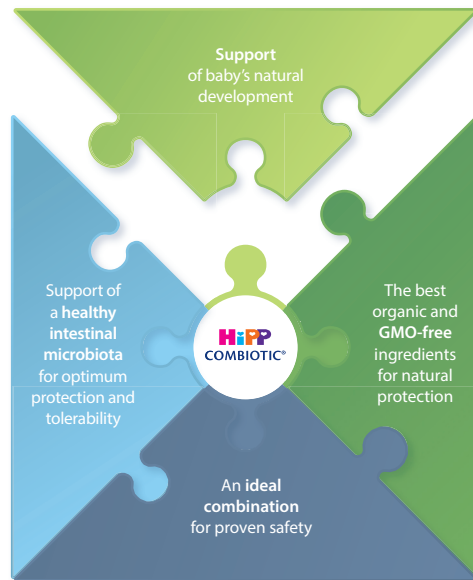 Support
of baby’s natural
development
Support of
a healthy
intestinal
microbiota
for optimum
protection and
tolerability
HiPP
COMBIOTIC®
The best
organic and
GMO-free
ingredients
for natural
protection
An ideal
combination
for proven safety